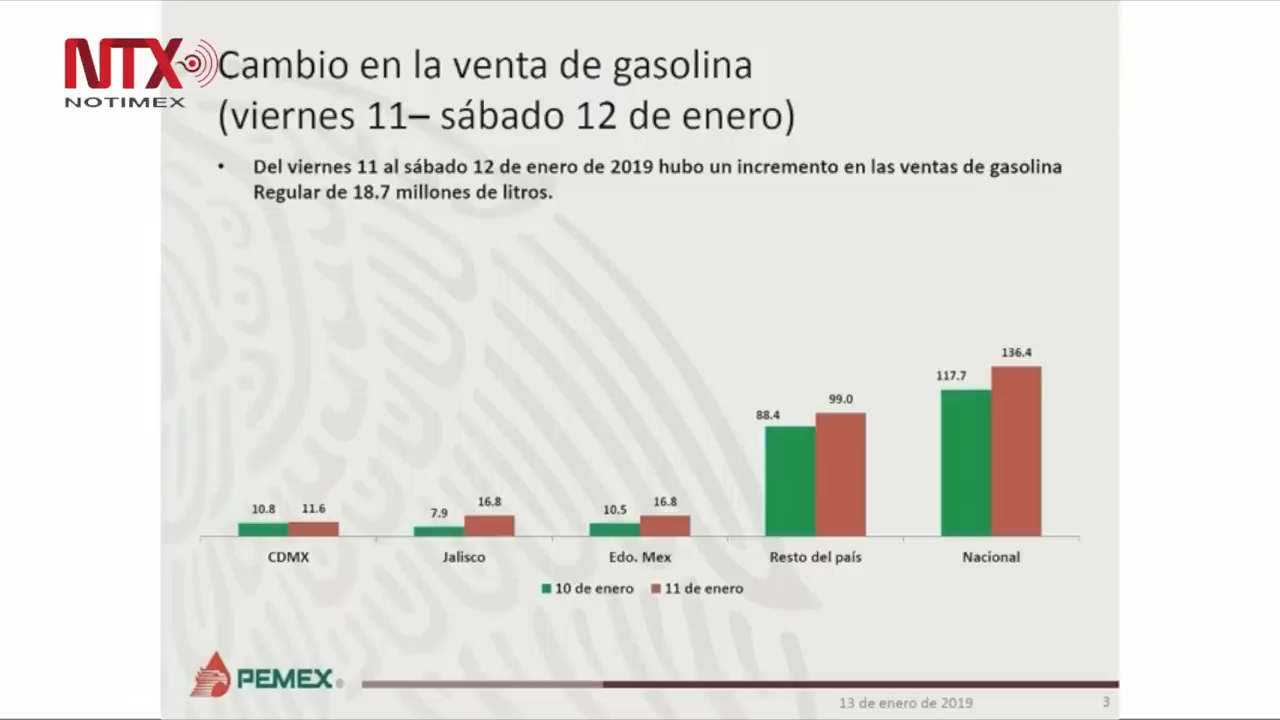 NTX
NOTIMEX
Cambio en la venta de gasolina
(viernes 11– sábado 12 de enero)
• Del viernes 11 al sábado 12 de enero de 2019 hubo un incremento en las ventas de gasolina
Regular de 18.7 millones de litros.
136.4
117.7
99.0
88.4
16.8
16.8
10.8
11.6
7.9
10.5
CDMX
Jalisco
Edo. Mex
Resto del país
Nacional
10 de enero
11 de enero
PEMEX®
13 de enero de 2019
3